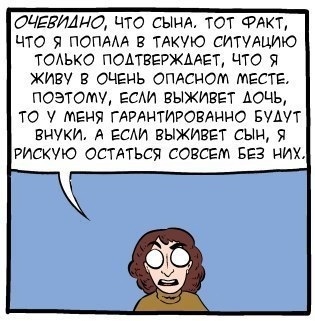 ОЧЕВИДНО, ЧТО СЫНА. ТОТ ФАКТ,
ЧТО Я ПОПАЛА В ТАКУЮ СИТУАЦИЮ
ТОЛЬКО ПОДТВЕРЖДАЕТ, ЧТО Я
ЖИВУ В ОЧЕНЬ ОПАСНОМ МЕСТЕ.
ПОЭТОМУ, ЕСЛИ ВЫЖИВЕТ ДОЧЬ,
ТО У МЕНЯ ГАРАНТИРОВАННО БУДУТ
ВНУКИ. А ЕСЛИ ВЫЖИВЕТ СЫН, Я
РИСКУЮ ОСТАТЬСЯ СОВСЕМ БЕЗ НИХ.